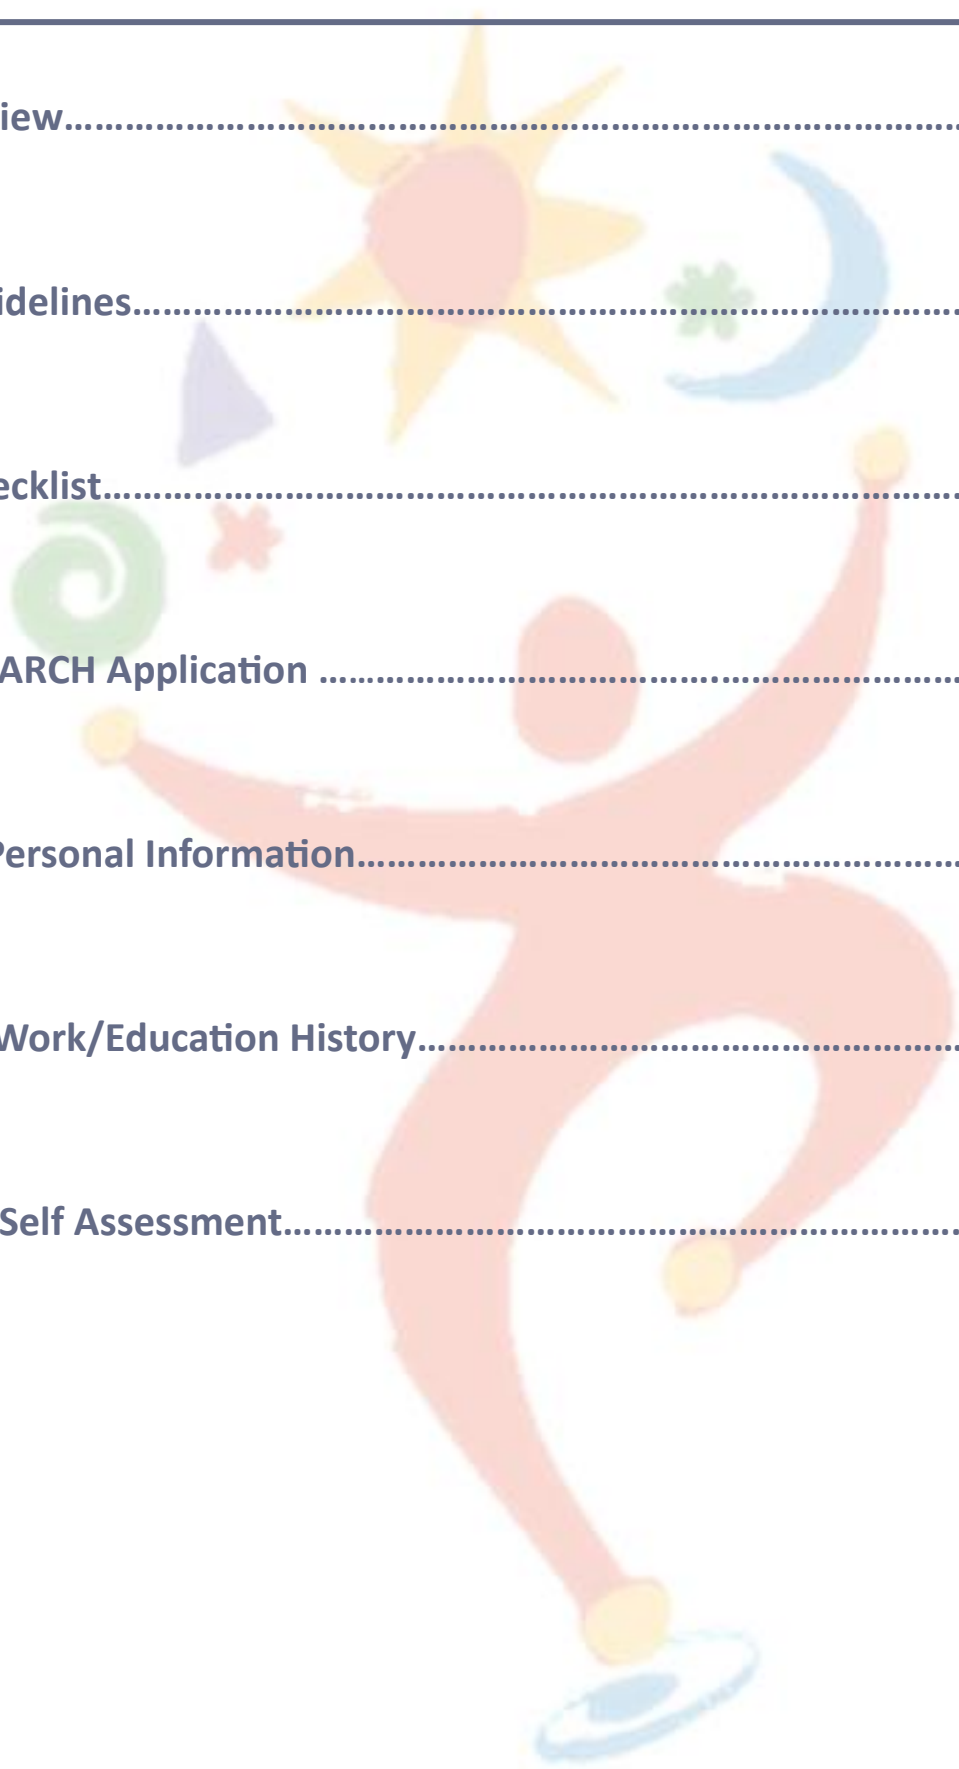 iew........................................................................................
idelines................................................................................
ecklist...................................................................................
ARCH Application ...............................................................
Personal Information...........................................................
Work/Education History.....................................................
Self Assessment..................................................................